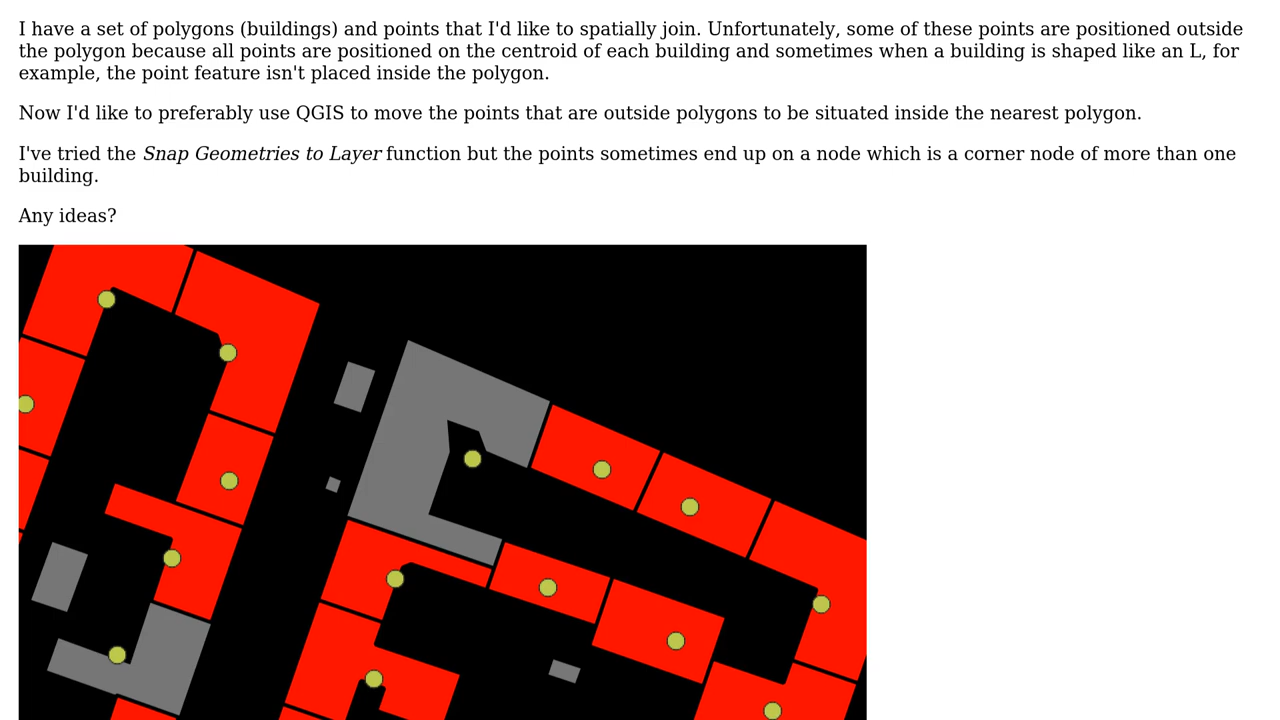 I have a set of polygons (buildings) and points that I'd like to spatially join. Unfortunately, some of these points are positioned outside
the polygon because all points are positioned on the centroid of each building and sometimes when a building is shaped like an L, for
example, the point feature isn't placed inside the polygon.
Now I'd like to preferably use QGIS to move the points that are outside polygons to be situated inside the nearest polygon.
I've tried the Snap Geometries to Layer function but the points sometimes end up on a node which is a corner node of more than one
building.
Any ideas?